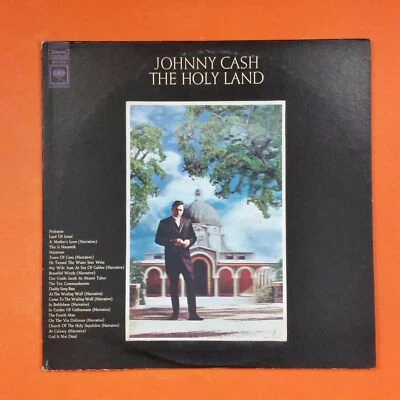 JOHNNY CASH
THE HOLY LAND
Prologue
Land Of Israel
A Mother's Love (Narrative)
This Is Nazareth
Nazarene
Town Of Cana (Narrative)
He Turned The Water Into Wine
My Wife June At Sea Of Galilee (Narrative)
Beautiful Words (Narrative)
Our Guide Jacob At Mount Tabor
The Ten Commandments
Daddy Sang Bass
At The Wailing Wall (Narrative)
Come To The Wailing Wall (Narrative)
In Bethlehem (Narrative)
In Garden Of Gethsemane (Narrative)
The Fourth Man
On The Via Dolorosa (Narrative)
Church Of The Holy Sepulchre (Narrative)
At Calvary (Narrative)
God Is Not Dead